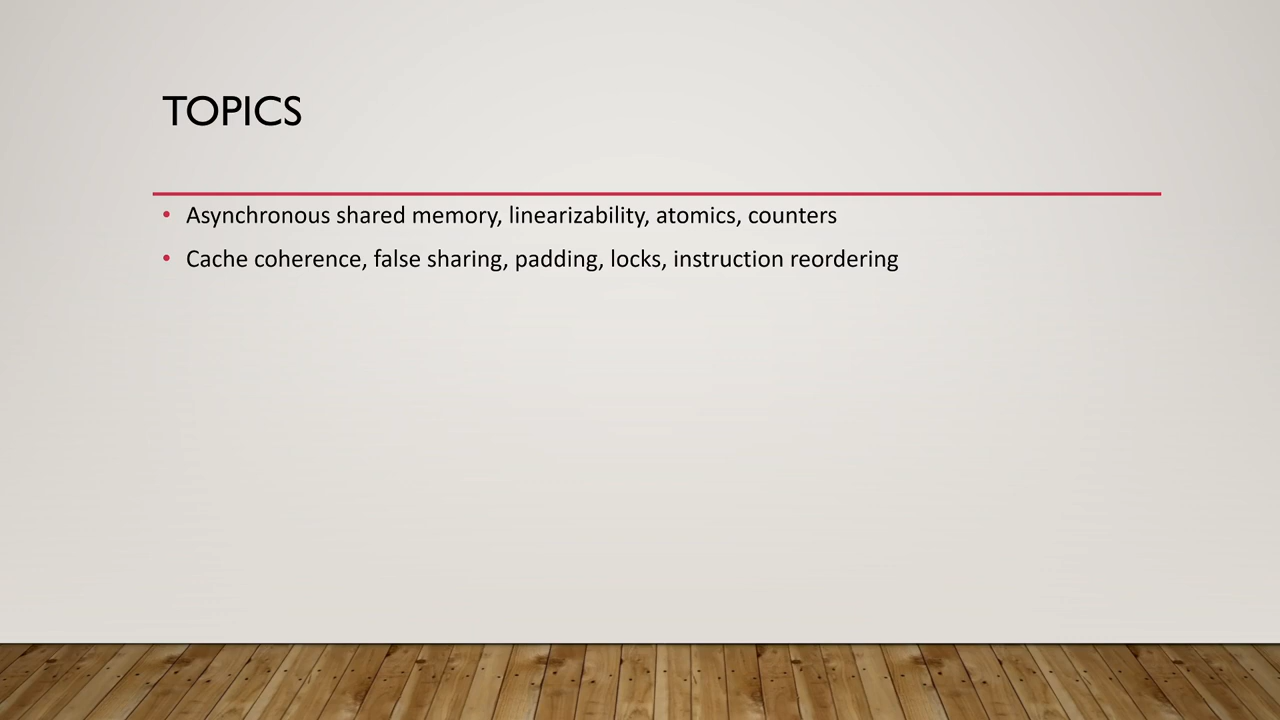 TOPICS
• Asynchronous shared memory, linearizability, atomics, counters
• Cache coherence, false sharing, padding, locks, instruction reordering